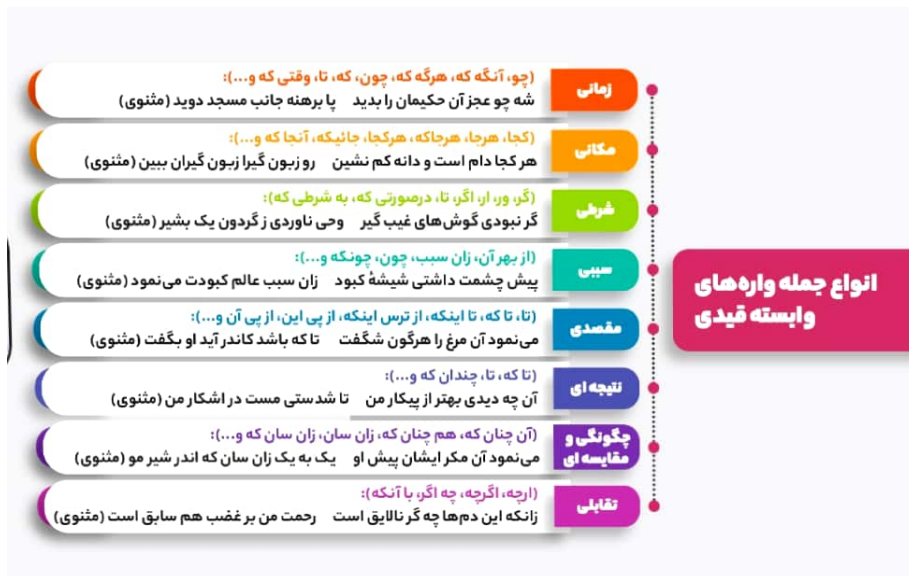 انواع جمله واره‌های
وابسته قیدی
زمانی
(چو، آنگه که، هرگه که، چون، که، تا، وقتی که و...):
شه چو عجز آن حکیمان را بدید    پا برهنه جانب مسجد دوید (مثنوی)
مکانی
(کجا، هرجا، هرجاکه، هرکجا، جائیکه، آنجا که و...):
هر کجا دام است و دانه کم نشین    رو زبون گیرا زبون گیران ببین (مثنوی)
شرطی
(گر، ور، ار، اگر، تا، درصورتی که، به شرطی که):
گر نبودی گوش‌های غیب گیر    وحی ناوردی ز گردون یک بشیر (مثنوی)
سببی
(از بهر آن، زان سبب، چون، چونکه و...):
پیش چشمت داشتی شیشهٔ کبود    زان سبب عالم کبودت می‌نمود (مثنوی)
مقصدی
(تا، تا که، تا اینکه، از ترس اینکه، از پی این، از پی آن و...):
می‌نمود آن مرغ را هرگون شگفت    تا که باشد کاندر آید او بگفت (مثنوی)
نتیجه ای
(تا که، تا، چندان که و...):
آن چه دیدی بهتر از پیکار من    تا شدستی مست در اشکار من (مثنوی)
چگونگی و
مقایسه ای
(آن چنان که، هم چنان که، زان سان، زان سان که و...):
می‌نمود آن مکر ایشان پیش او    یک به یک زان سان که اندر شیر مو (مثنوی)
تقابلی
(ارچه، اگرچه، چه اگر، با آنکه):
زانکه این دم‌ها چه گر نالایق است    رحمت من بر غضب هم سابق است (مثنوی)